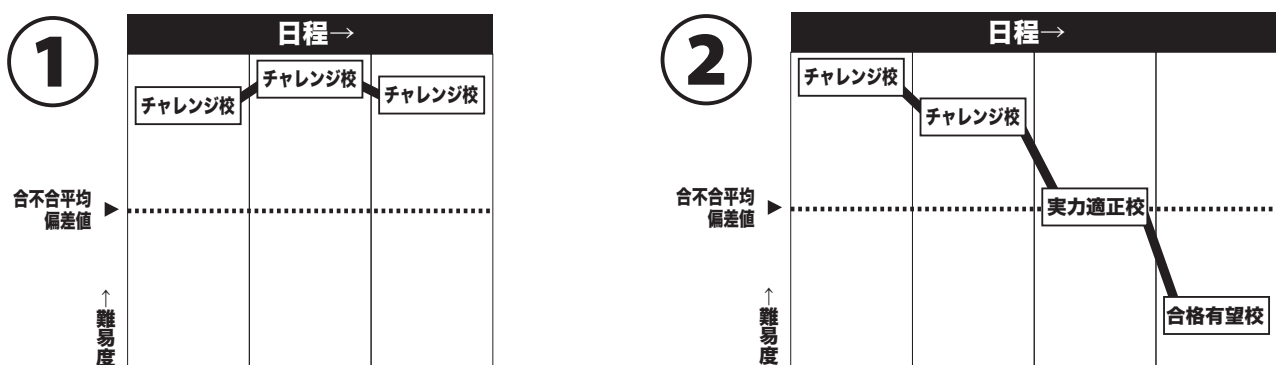 1
日程→
チャレンジ校
チャレンジ校
チャレンジ校
合不合平均
偏差値
↑難易度
2
日程→
チャレンジ校
チャレンジ校
実力適正校
合格有望校
合不合平均
偏差値
↑難易度